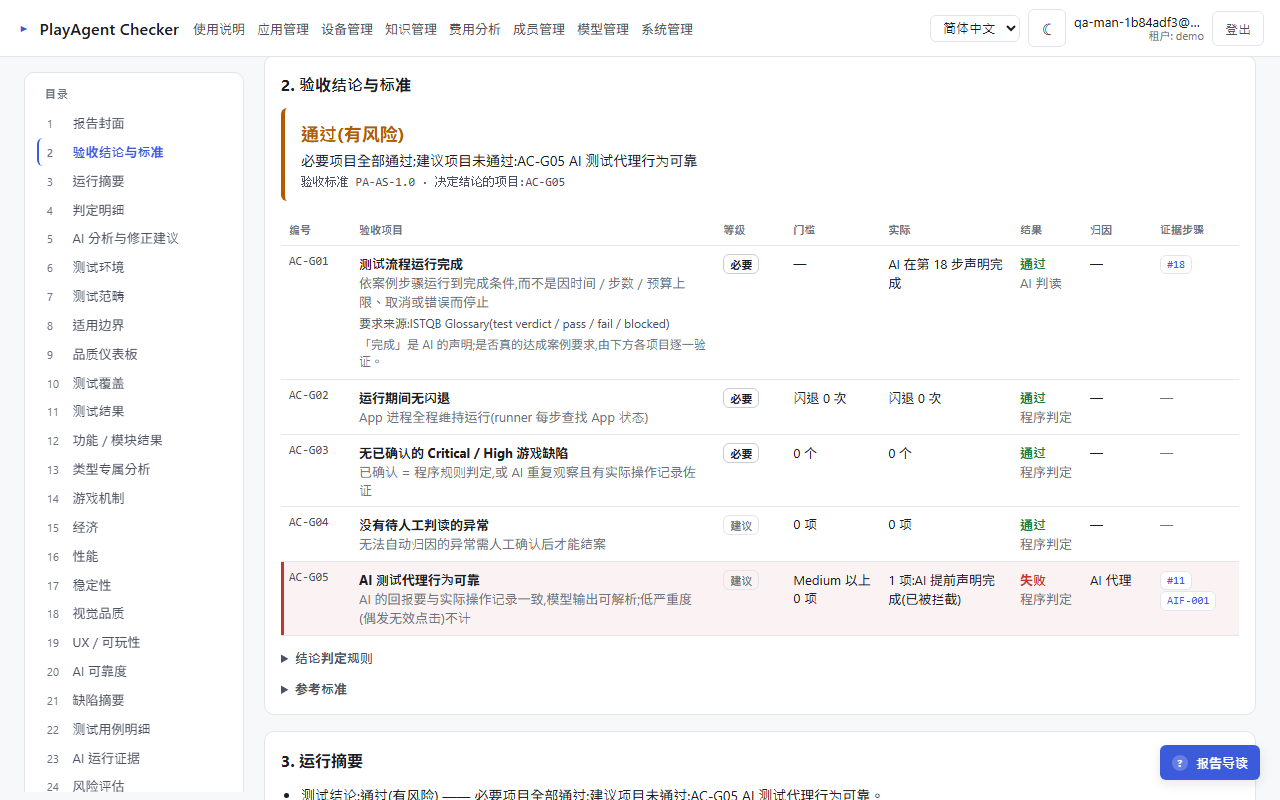 PlayAgent Checker 使用说明 应用管理 设备管理 知识管理 费用分析 成员管理 模型管理 系统管理 简体中文 qa-man-1b84adf3@... 登出
租户: demo
目录
1 报告封面
2 验收结论与标准
3 运行摘要
4 判定明细
5 AI 分析与修正建议
6 测试环境
7 测试范畴
8 适用边界
9 品质仪表板
10 测试覆盖
11 测试结果
12 功能 / 模块结果
13 类型专属分析
14 游戏机制
15 经济
16 性能
17 稳定性
18 视觉品质
19 UX / 可玩性
20 AI 可靠度
21 缺陷摘要
22 测试用例明细
23 AI 运行证据
24 风险评估
2. 验收结论与标准
通过(有风险)
必要项目全部通过;建议项目未通过:AC-G05 AI 测试代理行为可靠
验收标准 PA-AS-1.0 · 决定结论的项目:AC-G05
编号 验收项目 等级 门槛 实际 结果 归因 证据步骤
AC-G01 测试流程运行完成 必要 — AI 在第 18 步声明完 通过 — #18
成 AI 判读
依案例步骤运行到完成条件,而不是因时间 / 步数 / 预算上
限、取消或错误而停止
要求来源:ISTQB Glossary(test verdict / pass / fail / blocked)
「完成」是 AI 的声明;是否真的达成案例要求,由下方各项目逐一验
证。
AC-G02 运行期间无闪退 必要 闪退 0 次 闪退 0 次 通过 — —
App 进程全程维持运行(runner 每步查找 App 状态) 程序判定
AC-G03 无已确认的 Critical / High 游戏缺陷 必要 0 个 0 个 通过 — —
已确认 = 程序规则判定,或 AI 重复观察且有实际操作记录佐 程序判定
证
AC-G04 没有待人工判读的异常 建议 0 项 0 项 通过 — —
无法自动归因的异常需人工确认后才能结案 程序判定
AC-G05 AI 测试代理行为可靠 建议 Medium 以上 1 项:AI 提前声明完 失败 AI 代理 #11
AI 的回报要与实际操作记录一致,模型输出可解析;低严重度 0 项 成(已被拦截) 程序判定 AIF-001
(偶发无效点击)不计
结论判定规则
参考标准
3. 运行摘要
测试结论:通过(有风险) —— 必要项目全部通过;建议项目未通过:AC-G05 AI 测试代理行为可靠。
? 报告导读